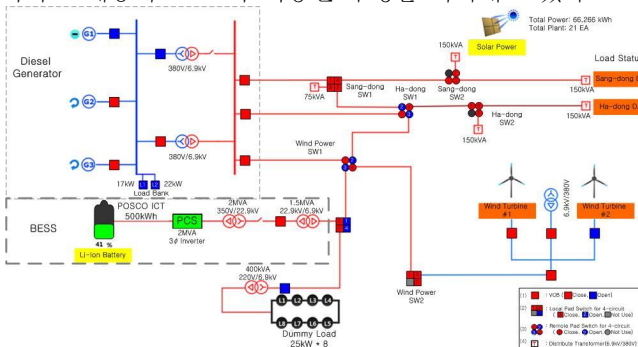 Total Power: 66,266 kWh
Total Plant: 21 EA
Solar Power
Load Statu
Diesel
Generator
G1
G2
G3
380V/6.9kV
380V/6.9kV
17kW L1 L2 22kW
Load Bank
150kVA
75kVA
Sang-dong
SW1
Ha-dong
SW1
Sang-dong
SW2
150kVA
Sang-dong
Ha-dong D
150kVA
Ha-dong
SW2
150kVA
Wind Power
SW1
BESS
POSCO ICT
500kWh
41 %
Li-Ion Battery
PCS
2MVA
3∅ Inverter
2MVA
350V/22.9kV
1.5MVA
22.9kV/6.9kV
Wind Turbine
#1
6.9kV/380V
Wind Turbine
#2
400kVA
220V/6.9kV
L1 L2 L3 L4
L5 L6 L7 L8
Dummy Load
25kW * 8
Wind Power
SW2
(1) : VCB ( Close, Open)
(2) : Local Pad Switch for 4-circuit
( Close, Open, Not Use)
(3) : Remote Pad Switch for 4-circuit
( Close, Open, Not Use)
(4) T : Distribute Transformer(6.9kV/380V)